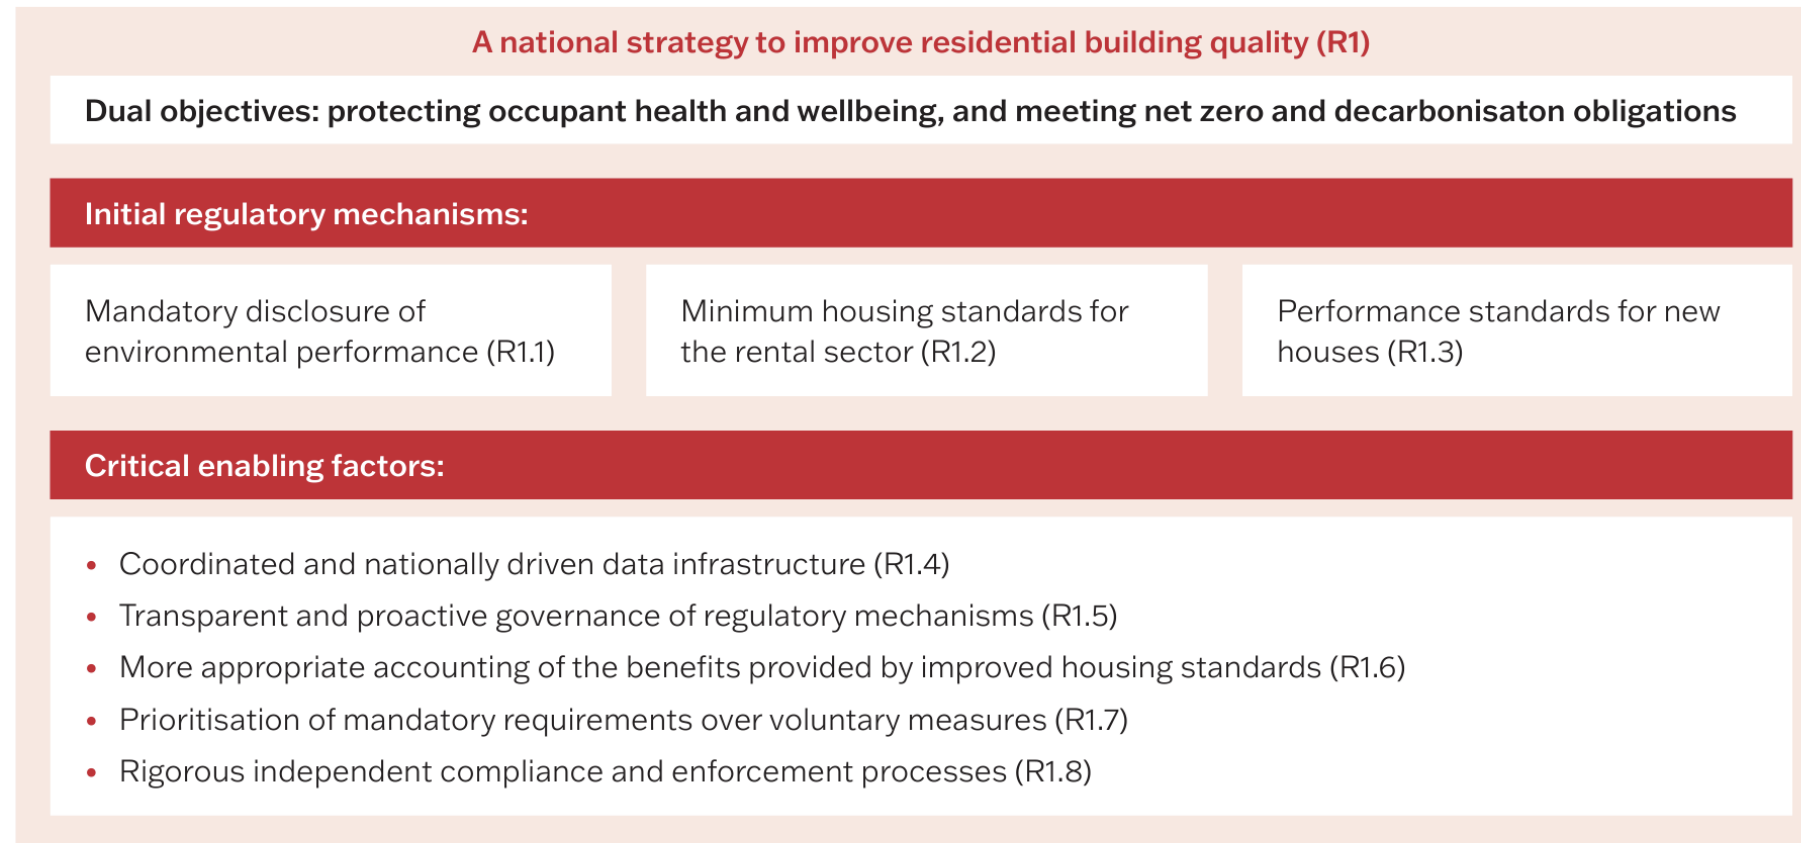 A national strategy to improve residential building quality (R1)
Dual objectives: protecting occupant health and wellbeing, and meeting net zero and decarbonisaton obligations
Initial regulatory mechanisms:
Mandatory disclosure of
environmental performance (R1.1)
Minimum housing standards for
the rental sector (R1.2)
Performance standards for new
houses (R1.3)
Critical enabling factors:
• Coordinated and nationally driven data infrastructure (R1.4)
• Transparent and proactive governance of regulatory mechanisms (R1.5)
• More appropriate accounting of the benefits provided by improved housing standards (R1.6)
• Prioritisation of mandatory requirements over voluntary measures (R1.7)
• Rigorous independent compliance and enforcement processes (R1.8)